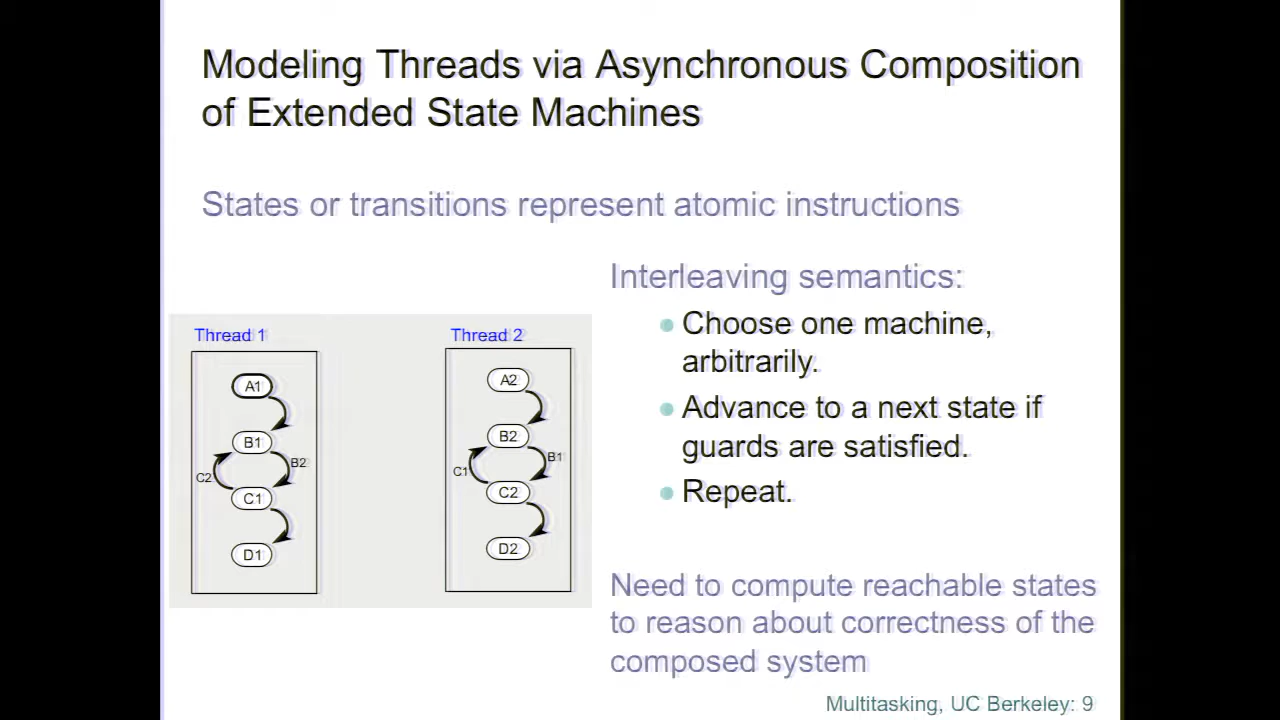 Modeling Threads via Asynchronous Composition
of Extended State Machines
States or transitions represent atomic instructions
Interleaving semantics:
Choose one machine,
arbitrarily.
Advance to a next state if
guards are satisfied.
Repeat.
Thread 1
A1
B1
B2
C2
C1
D1
Thread 2
A2
B2
B1
C1
C2
D2
Need to compute reachable states
to reason about correctness of the
composed system
Multitasking, UC Berkeley: 9